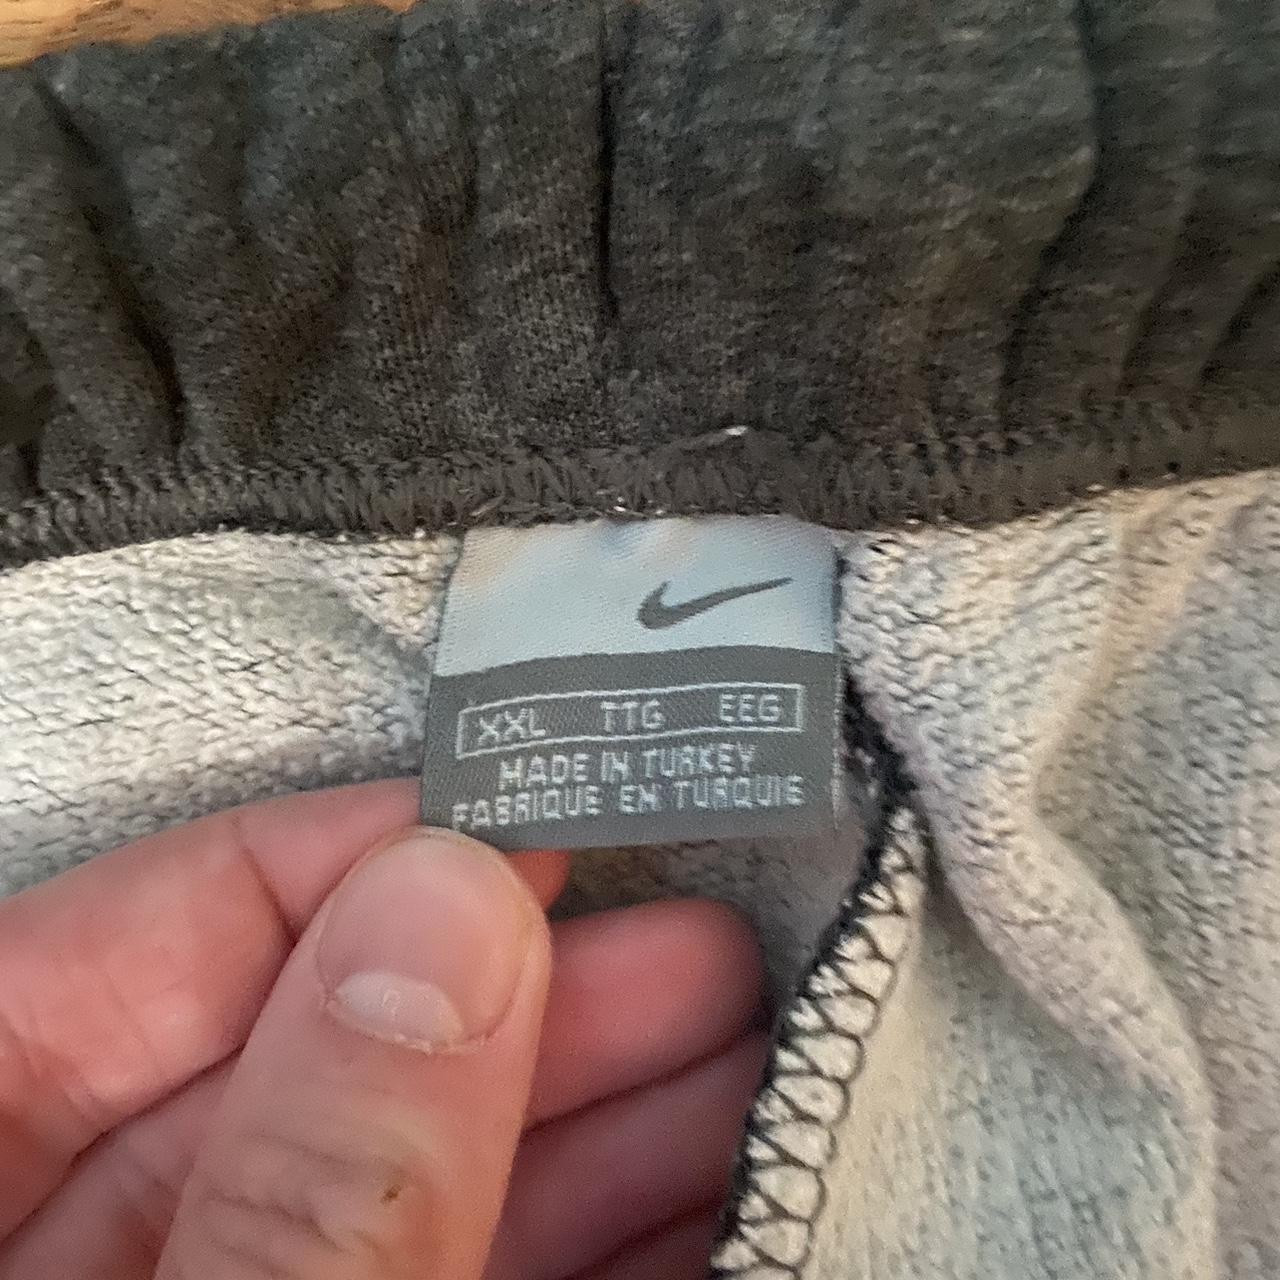 XXL TTG EEG
MADE IN TURKEY
FABRIQUE EN TURQUIE